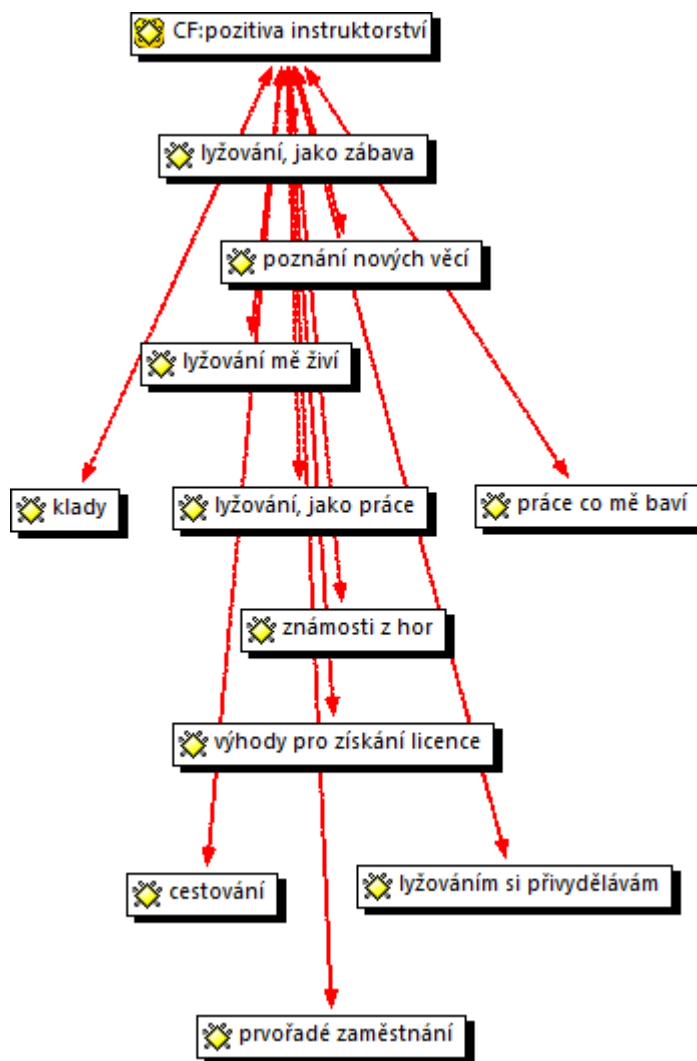 CF:pozitiva instruktorství
lyžování, jako zábava
poznání nových věcí
lyžování mě živí
klady
lyžování, jako práce
práce co mě baví
známosti z hor
výhody pro získání licence
cestování
lyžováním si přivydělávám
prvořadé zaměstnání